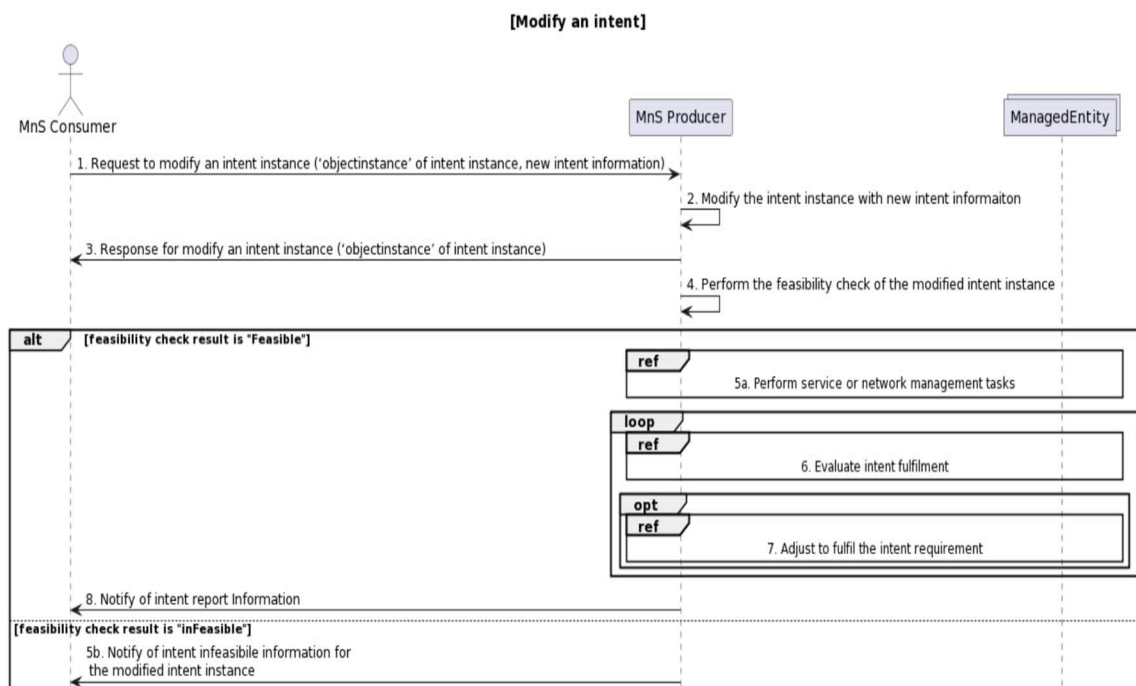 [Modify an intent]
MnS Consumer
MnS Producer
ManagedEntity
1. Request to modify an intent instance (‘objectinstance’ of intent instance, new intent information)
2. Modify the intent instance with new intent informaiton
3. Response for modify an intent instance (‘objectinstance’ of intent instance)
4. Perform the feasibility check of the modified intent instance
alt [feasibility check result is "Feasible"]
ref
5a. Perform service or network management tasks
loop
ref
6. Evaluate intent fulfilment
opt
ref
7. Adjust to fulfil the intent requirement
8. Notify of intent report Information
[feasibility check result is "inFeasible"]
5b. Notify of intent infeasibile information for
the modified intent instance